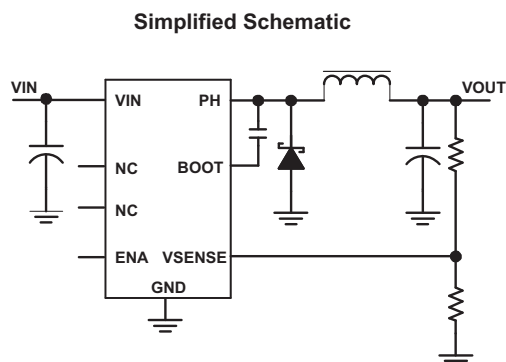 Simplified Schematic
VIN
VOUT
VIN
PH
NC
BOOT
NC
ENA
VSENSE
GND